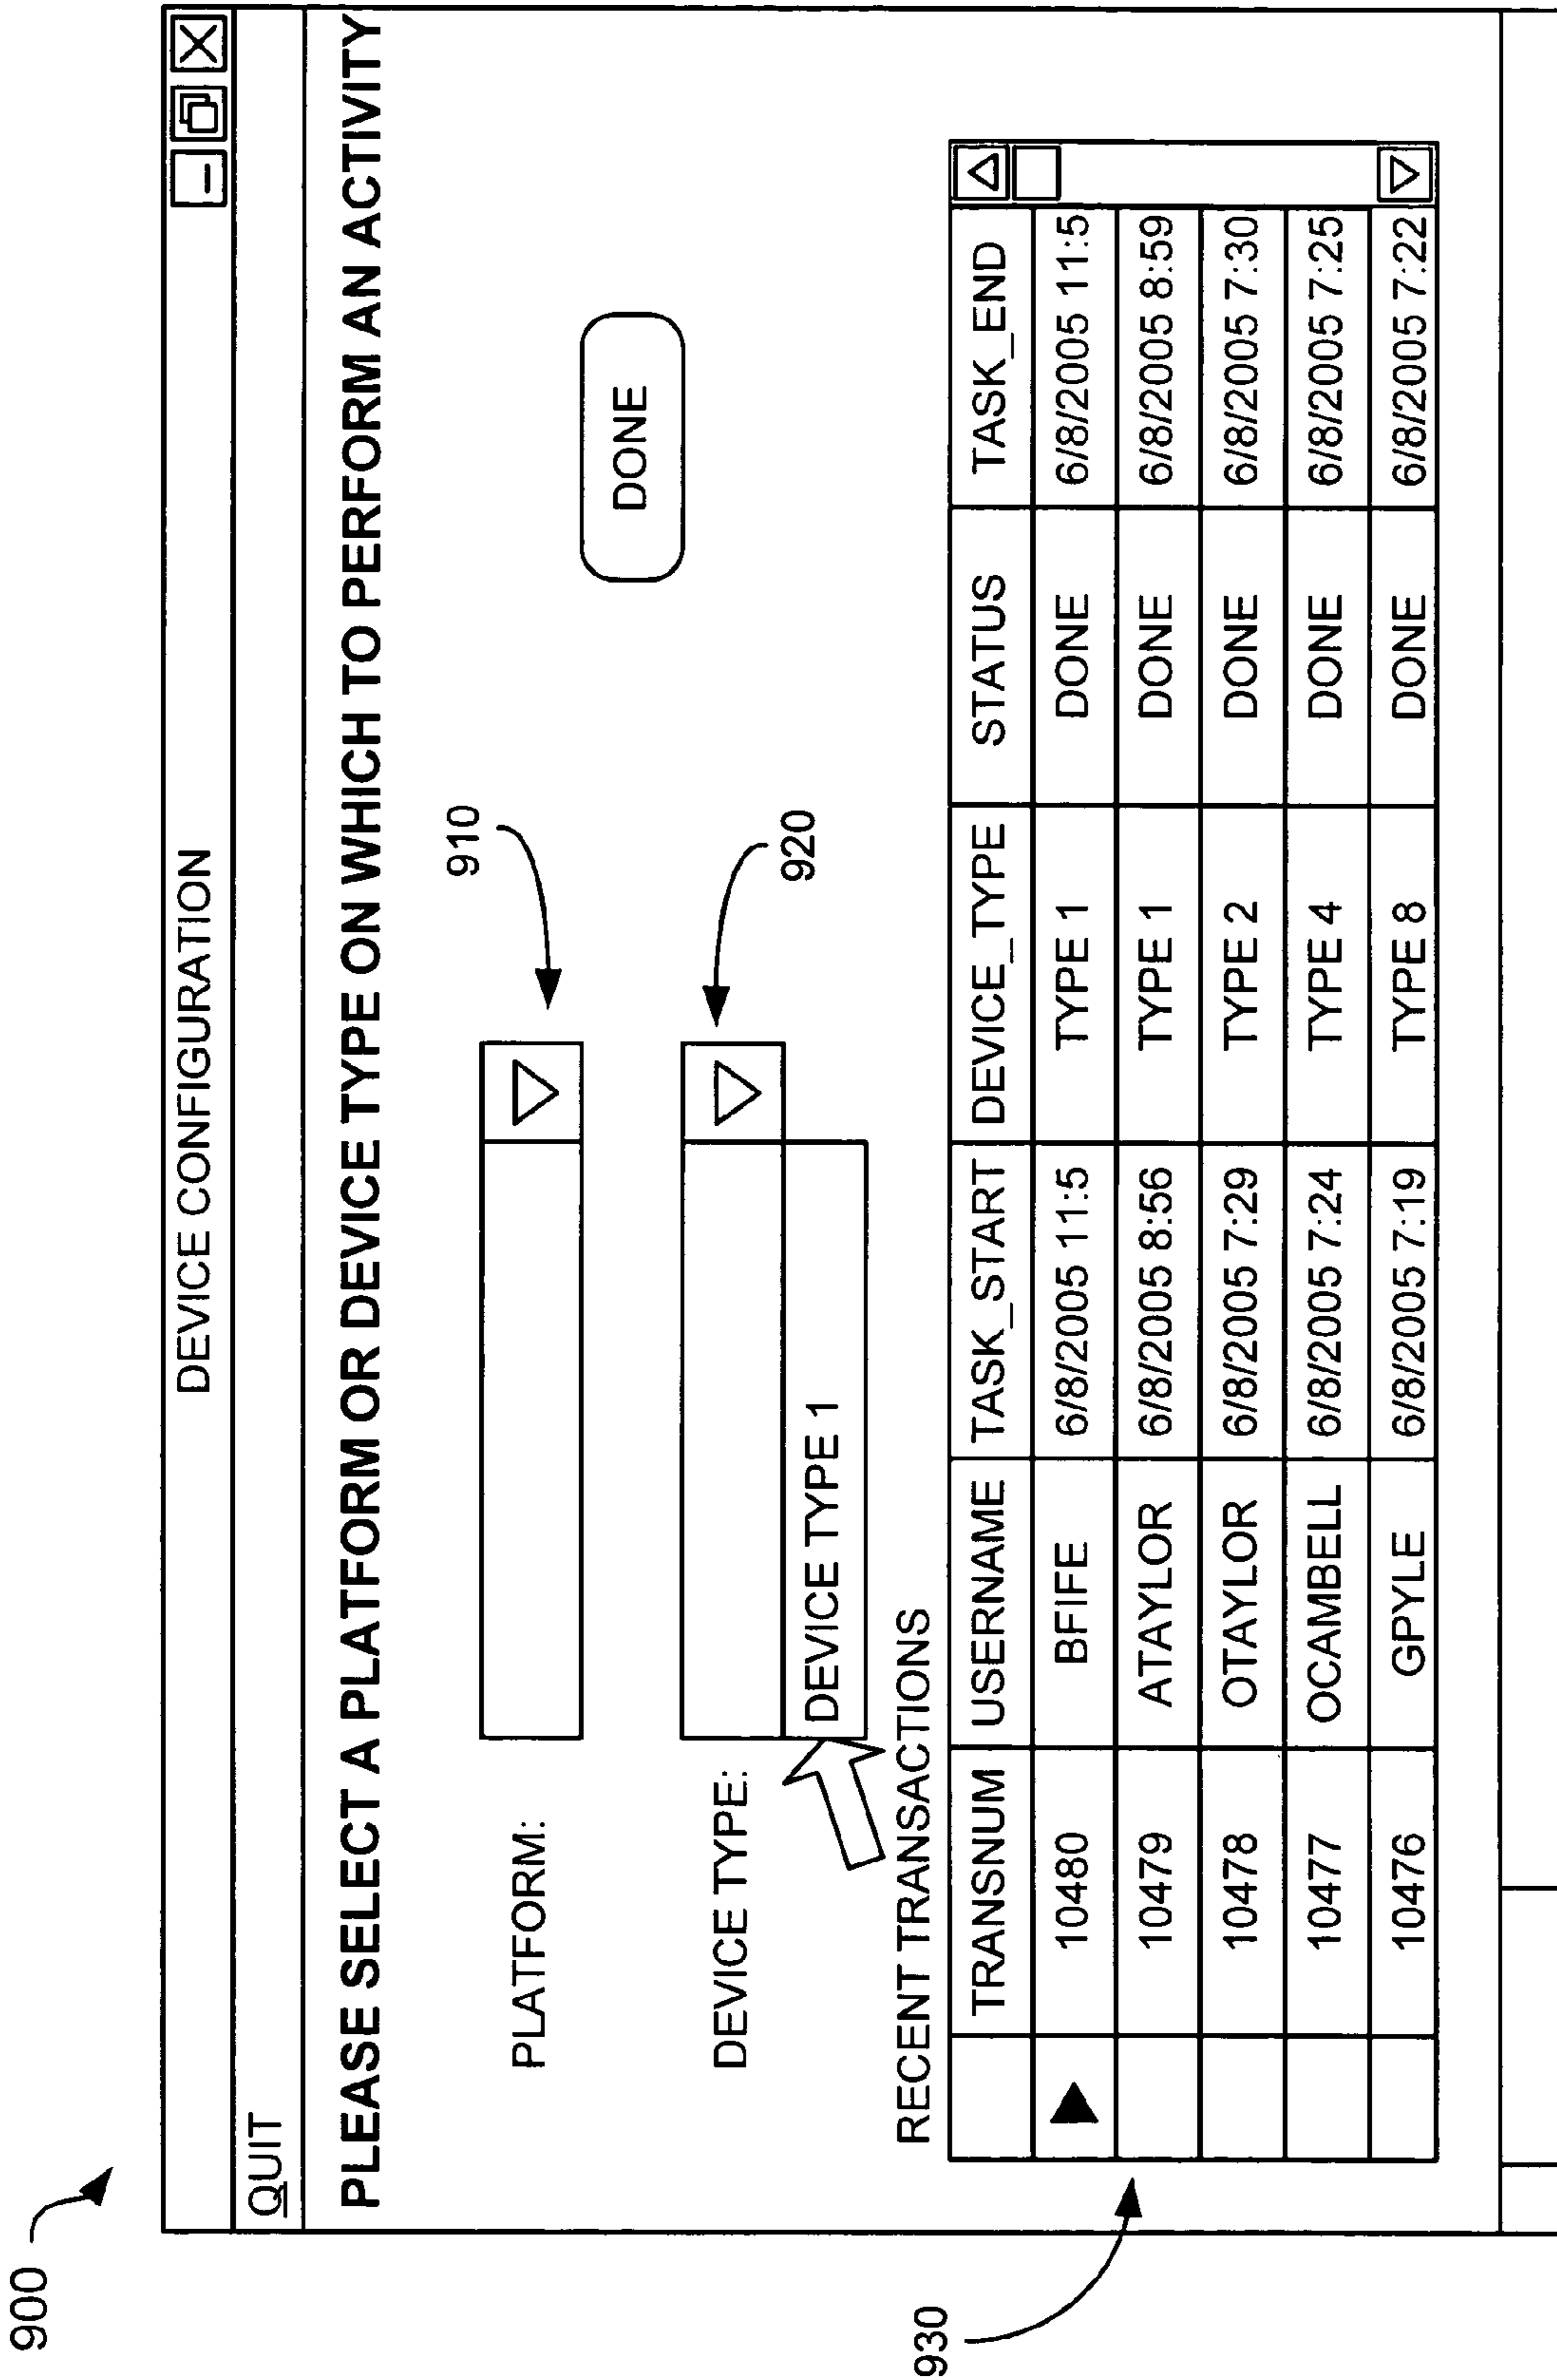 900
DEVICE CONFIGURATION
QUIT
PLEASE SELECT A PLATFORM OR DEVICE TYPE ON WHICH TO PERFORM AN ACTIVITY
910
PLATFORM:
DONE
DEVICE TYPE:
920
DEVICE TYPE 1
RECENT TRANSACTIONS
930
TRANSNUM USERNAME TASK_START DEVICE_TYPE STATUS TASK_END
10480 BFIFE 6/8/2005 11:5 TYPE 1 DONE 6/8/2005 11:5
10479 ATAYLOR 6/8/2005 8:56 TYPE 1 DONE 6/8/2005 8:59
10478 OTAYLOR 6/8/2005 7:29 TYPE 2 DONE 6/8/2005 7:30
10477 OCAMBELL 6/8/2005 7:24 TYPE 4 DONE 6/8/2005 7:25
10476 GPYLE 6/8/2005 7:19 TYPE 8 DONE 6/8/2005 7:22